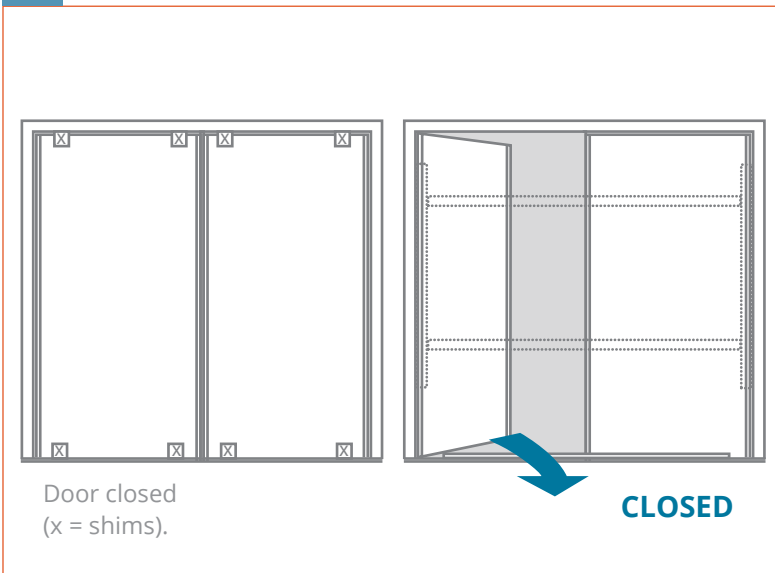 X X X X
X X X X
Door closed
(x = shims).
CLOSED